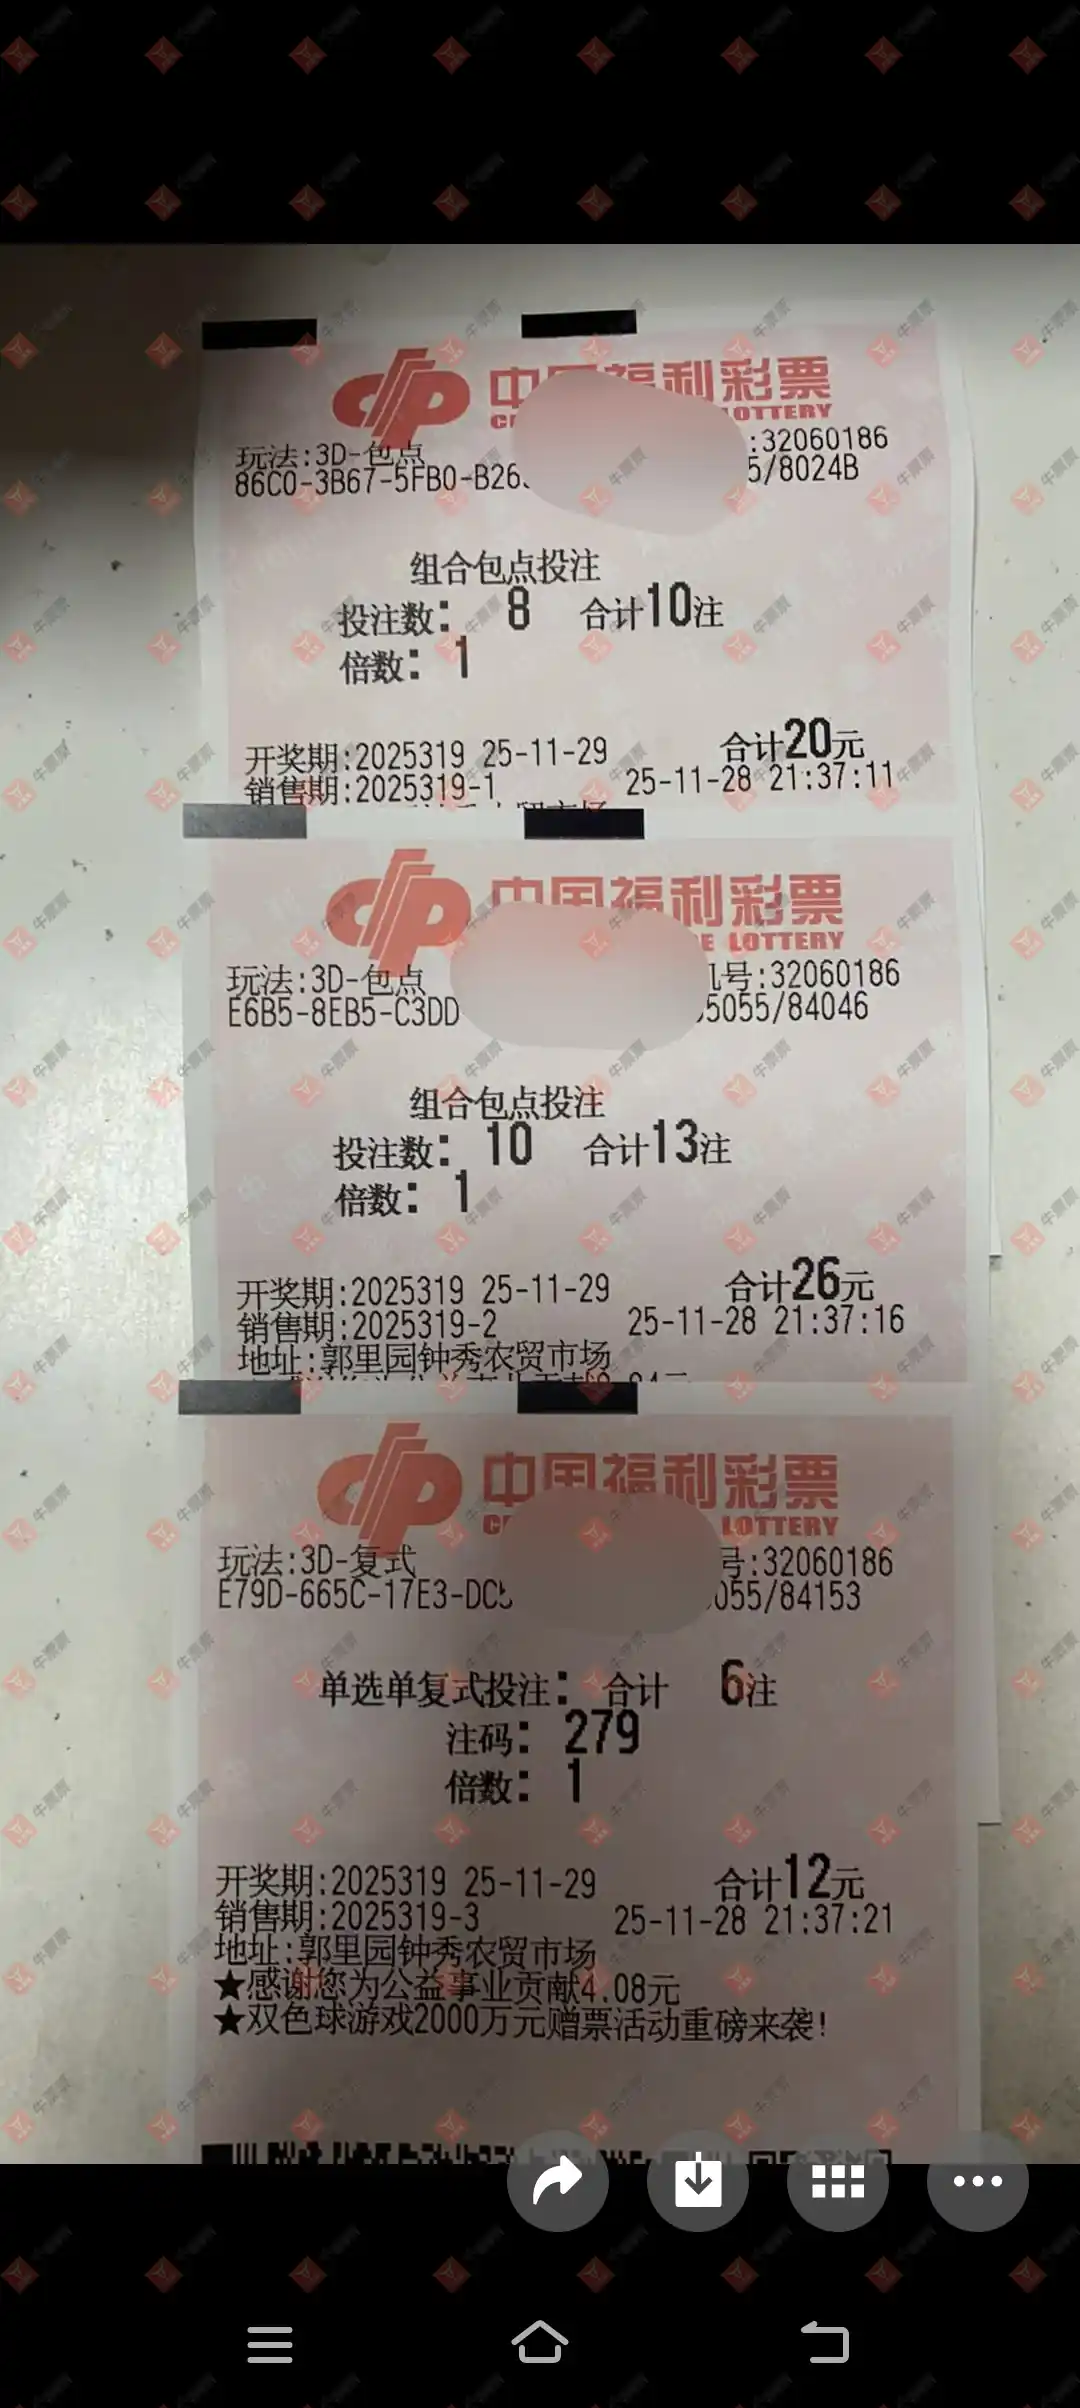 中国福利彩票
LOTTERY
玩法:3D-包点
:32060186
86C0-3B67-5FB0-B26
5/8024B
组合包点投注
投注数: 8 合计10注
倍数: 1
开奖期:2025319 25-11-29 合计20元
销售期:2025319-1 25-11-28 21:37:11
中国福利彩票
E LOTTERY
玩法:3D-包点
机号:32060186
E6B5-8EB5-C3DD
5055/84046
组合包点投注
投注数: 10 合计13注
倍数: 1
开奖期:2025319 25-11-29 合计26元
销售期:2025319-2 25-11-28 21:37:16
地址:郭里园钟秀农贸市场
中国福利彩票
LOTTERY
玩法:3D-复式
号:32060186
E79D-665C-17E3-DC
055/84153
单选单复式投注: 合计 6注
注码: 279
倍数: 1
开奖期:2025319 25-11-29 合计12元
销售期:2025319-3 25-11-28 21:37:21
地址:郭里园钟秀农贸市场
★感谢您为公益事业贡献4.08元
★双色球游戏2000万元赠票活动重磅来袭!
牛票票